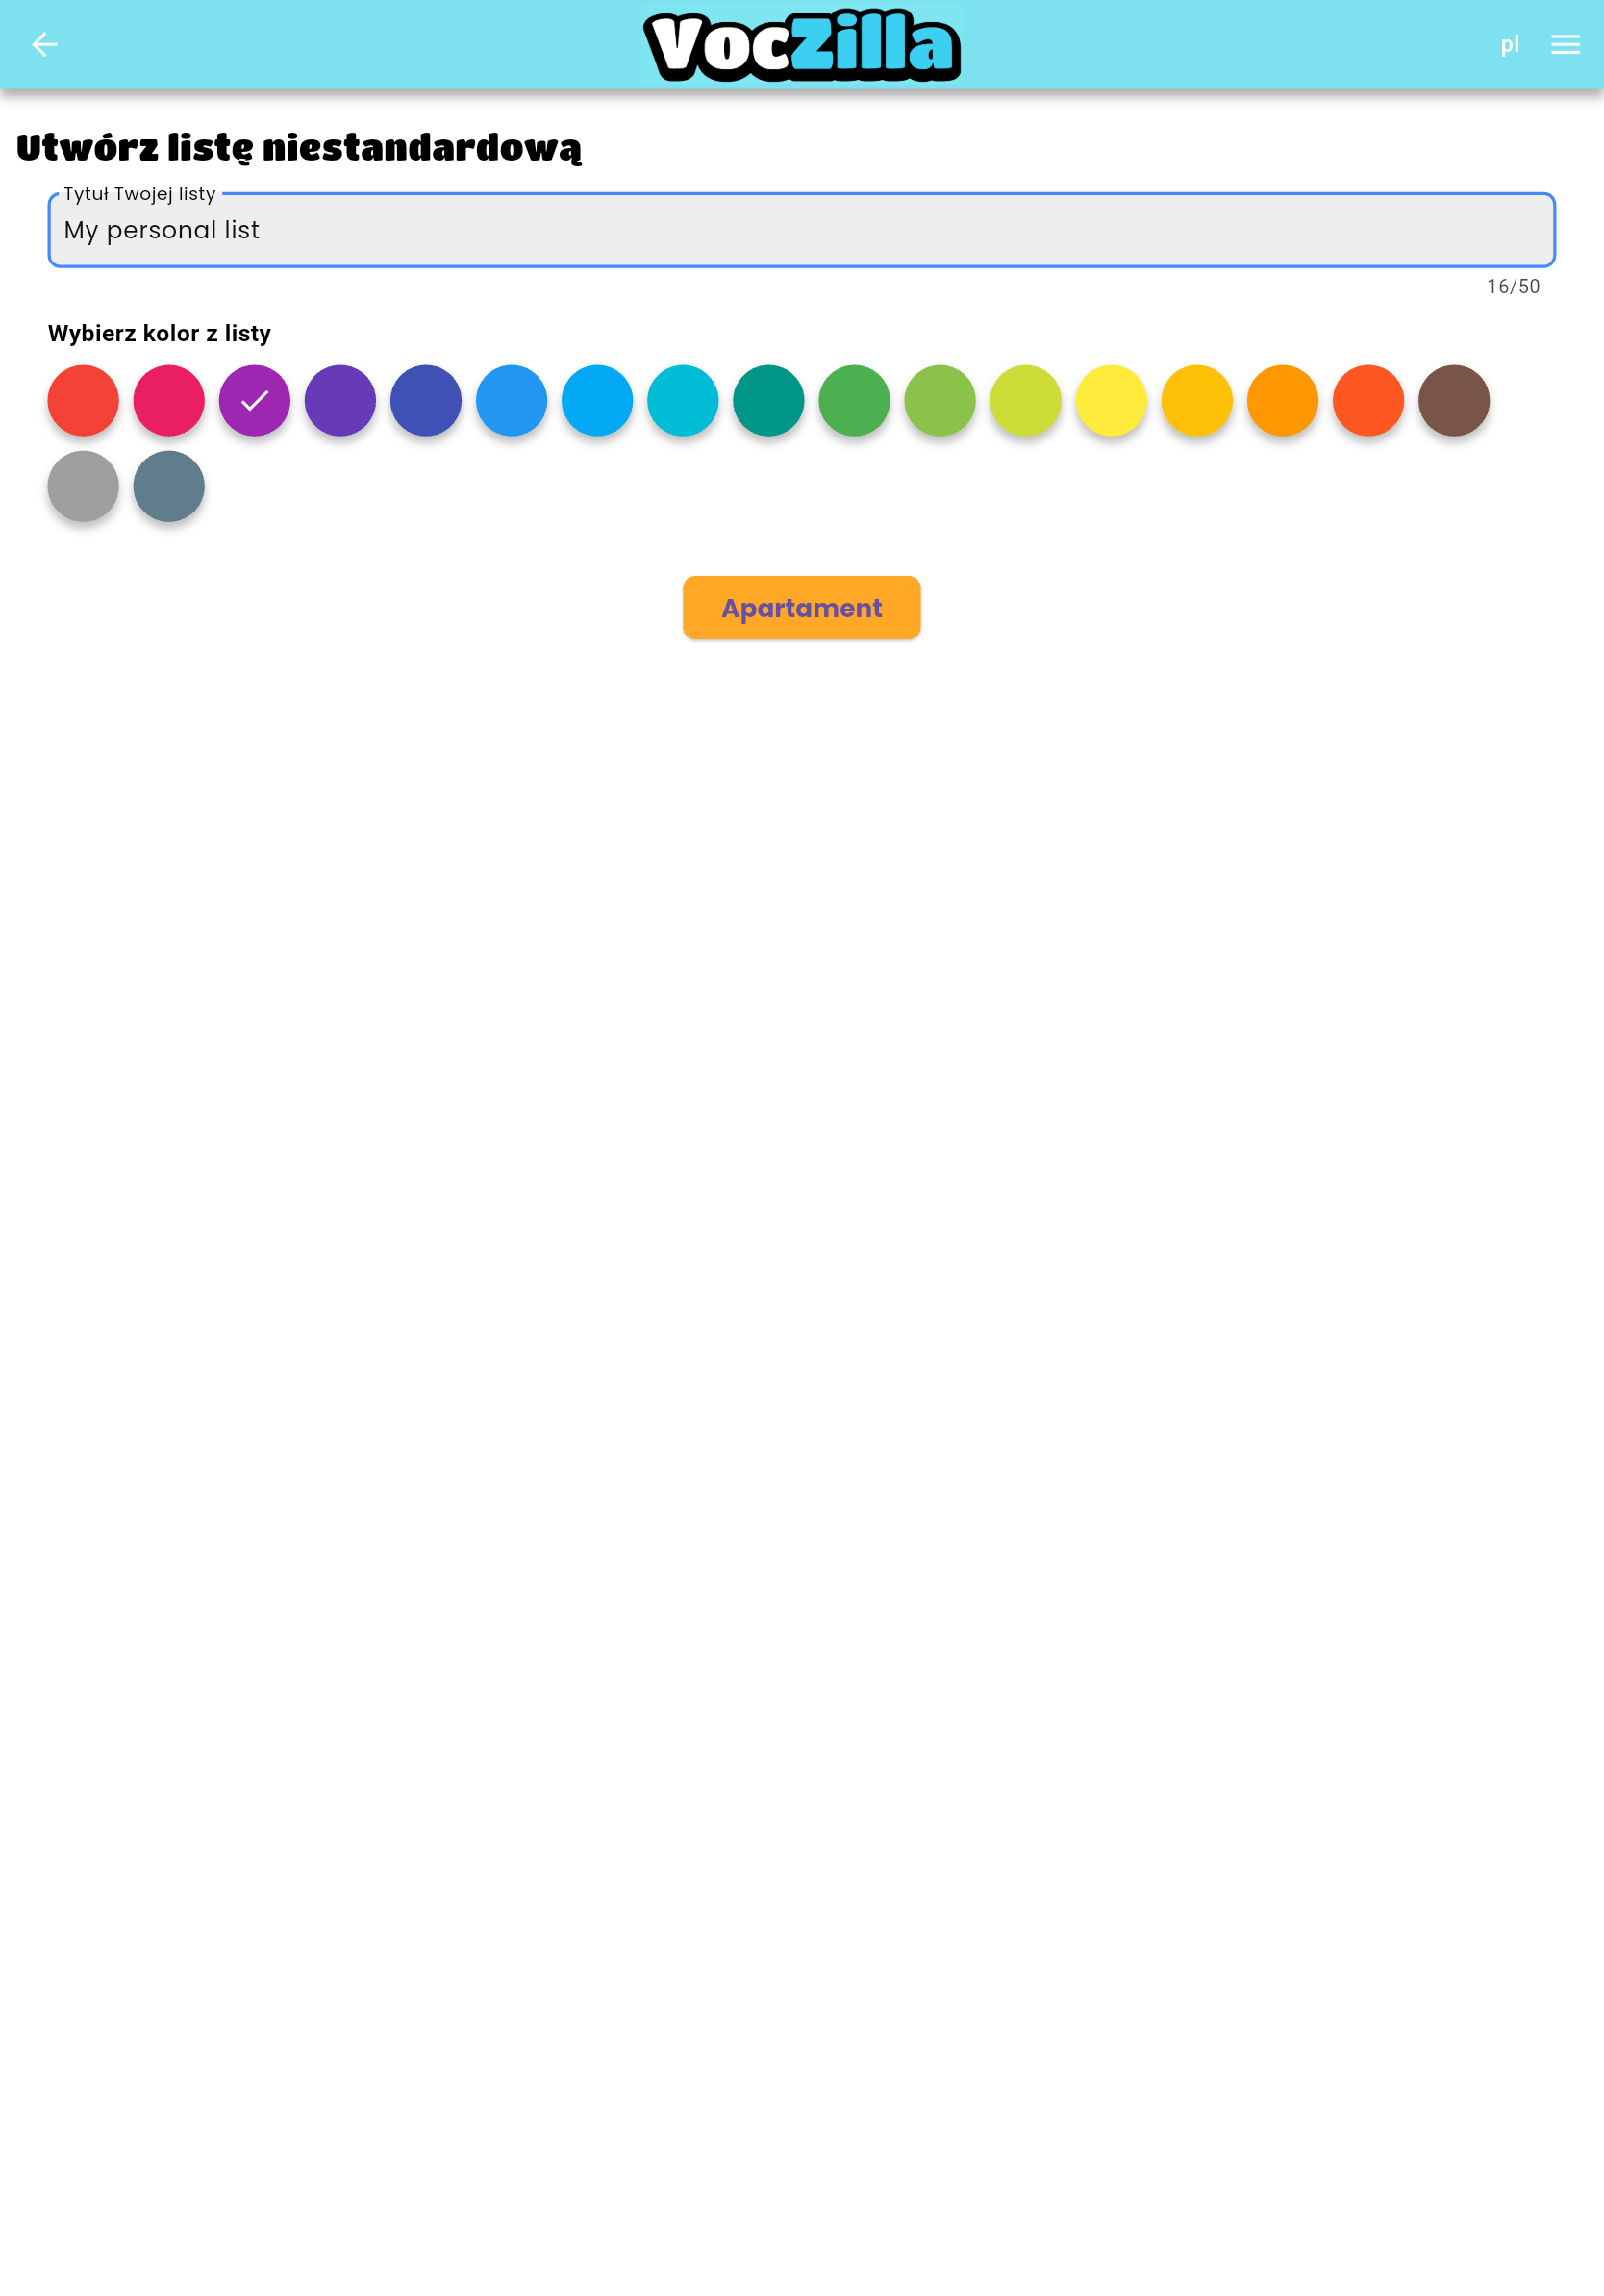 VocZilla
pl
Utwórz listę niestandardową
Tytuł Twojej listy
My personal list
16/50
Wybierz kolor z listy
Apartament